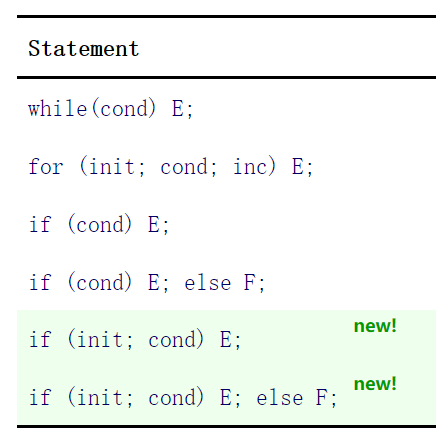 Statement
while(cond) E;
for (init; cond; inc) E;
if (cond) E;
if (cond) E; else F;
if (init; cond) E; new!
if (init; cond) E; else F; new!